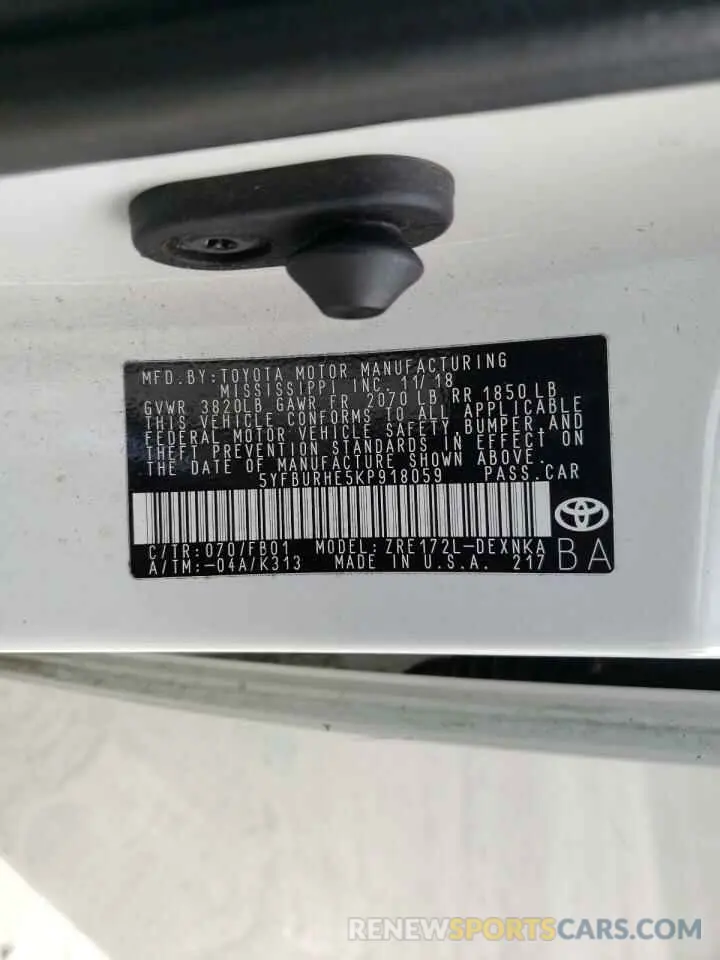 MFD.BY:TOYOTA MOTOR MANUFACTURING
MISSISSIPPI INC. 11/18
GVWR 3820LB GAWR FR 2070 LB RR 1850 LB
THIS VEHICLE CONFORMS TO ALL APPLICABLE
FEDERAL MOTOR VEHICLE SAFETY, BUMPER,AND
THEFT PREVENTION STANDARDS IN EFFECT ON
THE DATE OF MANUFACTURE SHOWN ABOVE.
5YFBURHE5KP918059 PASS.CAR
C/TR:070/FB01 MODEL:ZRE172L-DEXNKA
A/TM:-04A/K313 MADE IN U.S.A. 217
BA
RENEWSPORTSCARS.COM